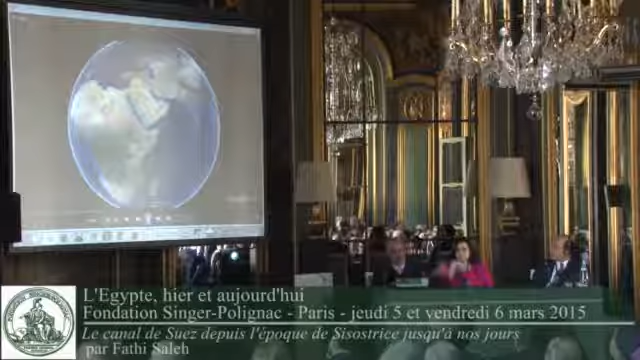 L'Egypte, hier et aujourd'hui
Fondation Singer-Polignac - Paris - jeudi 5 et vendredi 6 mars 2015
Le canal de Suez depuis l'époque de Sisostrice jusqu'à nos jours
par Fathi Saleh